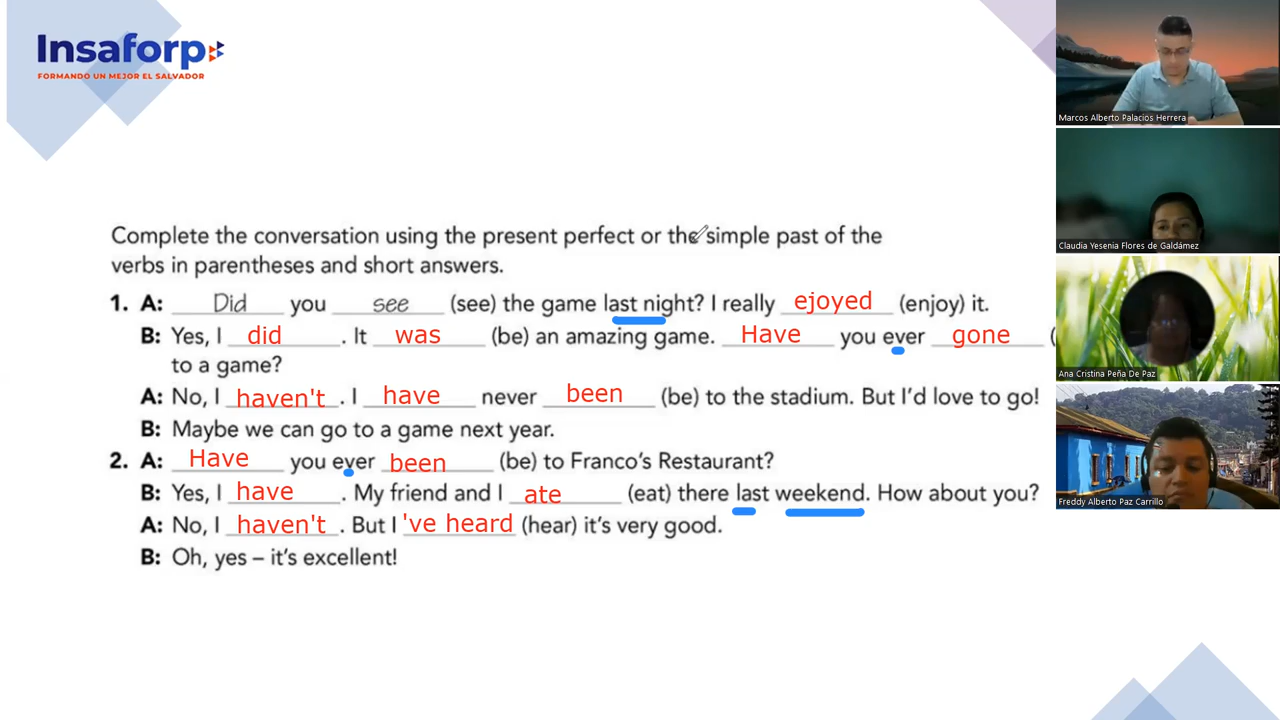 Insaforp
FORMANDO UN MEJOR EL SALVADOR
Complete the conversation using the present perfect or the simple past of the
verbs in parentheses and short answers.
1. A: Did you see (see) the game last night? I really ejoyed (enjoy) it.
B: Yes, I did. It was (be) an amazing game. Have you ever gone (
to a game?
A: No, I haven't. I have never been (be) to the stadium. But I'd love to go!
B: Maybe we can go to a game next year.
2. A: Have you ever been (be) to Franco's Restaurant?
B: Yes, I have. My friend and I ate (eat) there last weekend. How about you?
A: No, I haven't. But I 've heard (hear) it's very good.
B: Oh, yes – it's excellent!
Marcos Alberto Palacios Herrera
Claudia Yesenia Flores de Galdámez
Ana Cristina Peña De Paz
Freddy Alberto Paz Carrillo